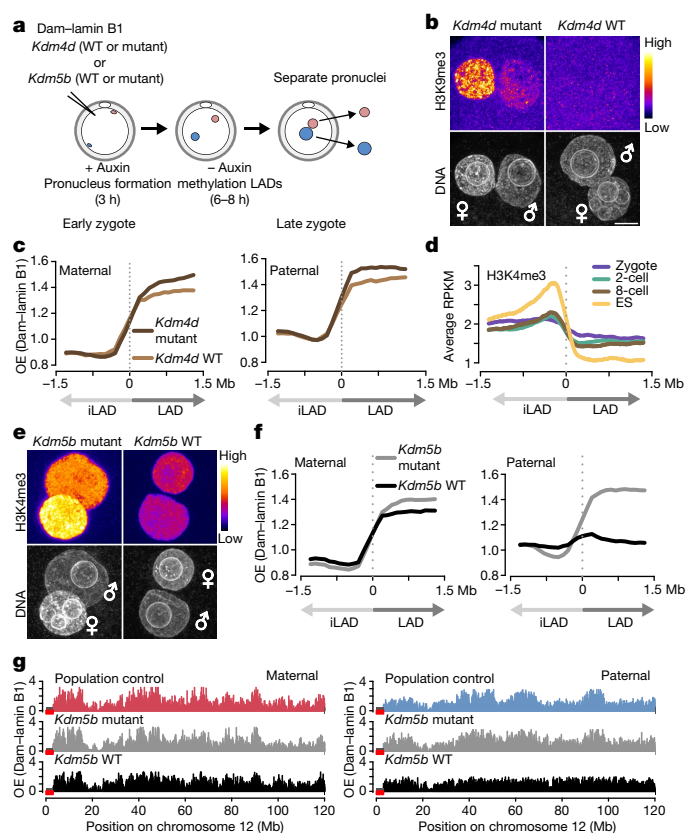 a
Dam–lamin B1
Kdm4d (WT or mutant)
or
Kdm5b (WT or mutant)
Separate pronuclei
+ Auxin
Pronucleus formation
(3 h)
– Auxin
methylation LADs
(6–8 h)
Early zygote
Late zygote
b
Kdm4d mutant
Kdm4d WT
H3K9me3
High
Low
DNA
♀
♂
♂
♀
c
OE (Dam–lamin B1)
1.6
1.4
1.2
1.0
0.8
Maternal
Kdm4d
mutant
Kdm4d WT
−1.5
0
1.5 Mb
iLAD
LAD
1.6
1.4
1.2
1.0
0.8
Paternal
−1.5
0
1.5 Mb
iLAD
LAD
d
Average RPKM
3
2
1
H3K4me3
Zygote
2-cell
8-cell
ES
−1.5
0
1.5 Mb
iLAD
LAD
e
Kdm5b mutant
Kdm5b WT
H3K4me3
High
Low
DNA
♂
♀
♀
♂
f
OE (Dam–lamin B1)
1.6
1.4
1.2
1.0
0.8
Maternal
Kdm5b
mutant
Kdm5b WT
−1.5
0
1.5 Mb
iLAD
LAD
1.6
1.4
1.2
1.0
0.8
Paternal
−1.5
0
1.5 Mb
iLAD
LAD
g
OE (Dam–lamin B1)
4
0
Population control
Maternal
4
0
Kdm5b mutant
4
0
Kdm5b WT
0 20 40 60 80 100 120
Position on chromosome 12 (Mb)
OE (Dam–lamin B1)
4
0
Population control
Paternal
4
0
Kdm5b mutant
4
0
Kdm5b WT
0 20 40 60 80 100 120
Position on chromosome 12 (Mb)